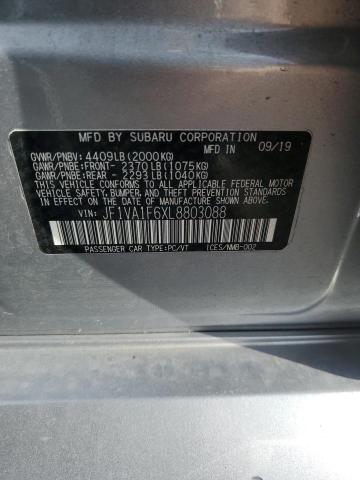 MFD BY SUBARU CORPORATION
MFD IN 09/19
GVWR/PNBV: 4409LB(2000KG)
GAWR/PNBE:FRONT- 2370LB(1075KG)
GAWR/PNBE:REAR - 2293LB(1040KG)
THIS VEHICLE CONFORMS TO ALL APPLICABLE FEDERAL MOTOR
VEHICLE SAFETY, BUMPER, AND THEFT PREVENTION STANDARDS IN
EFFECT ON THE DATE OF MANUFACTURE SHOWN ABOVE.
VIN: JF1VA1F6XL8803088
PASSENGER CAR TYPE:PC/VT ICES/NMB-002